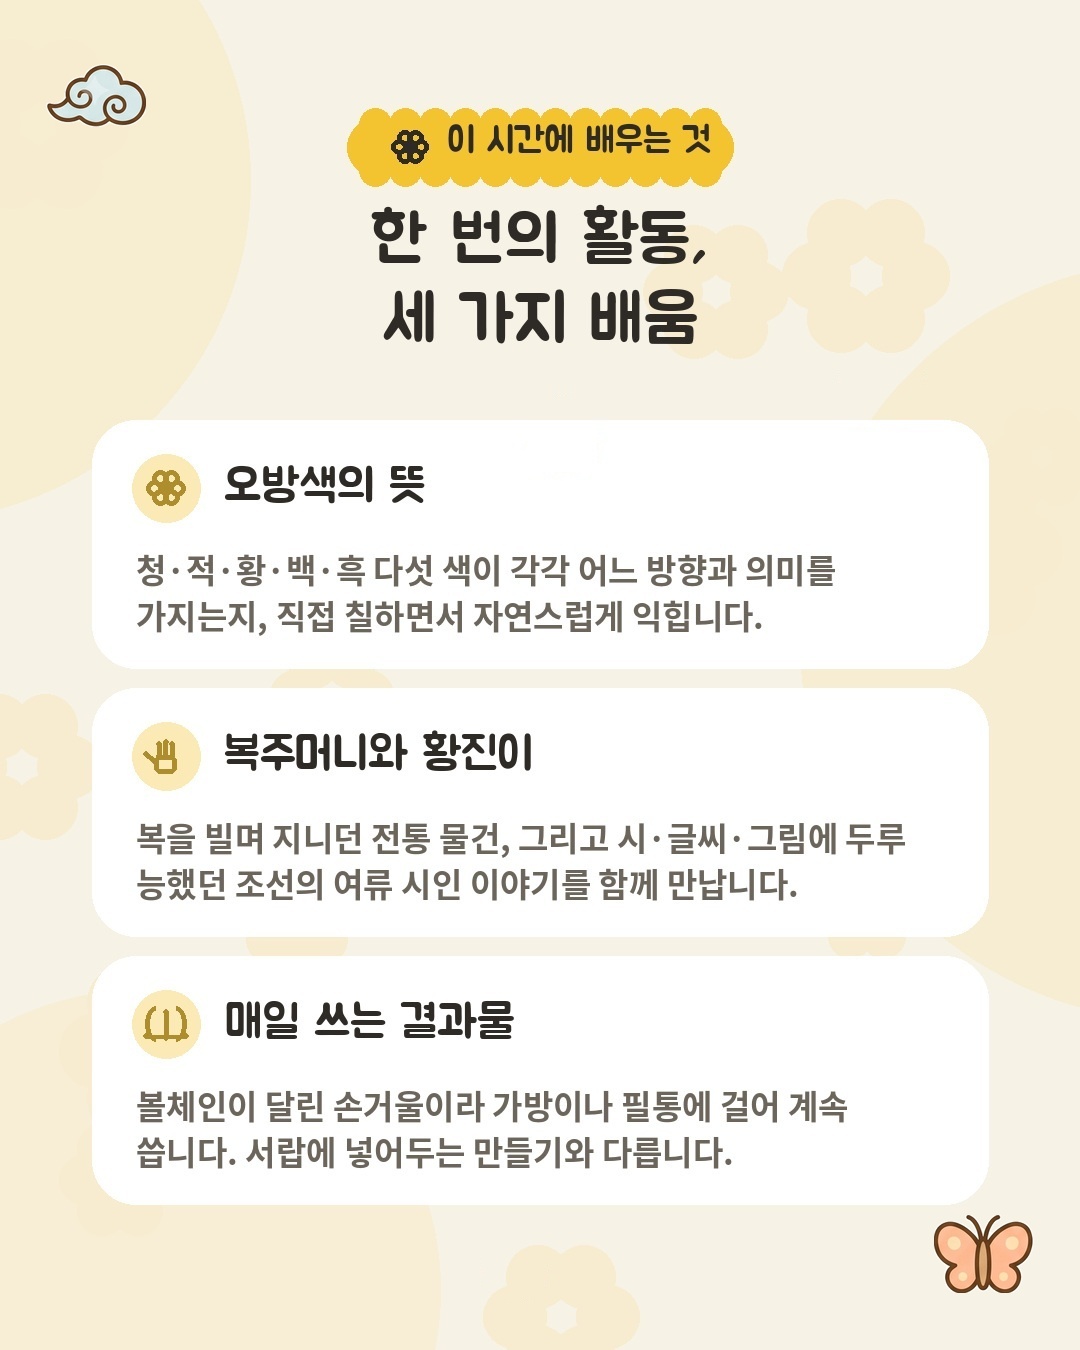 이 시간에 배우는 것
한 번의 활동,
세 가지 배움
오방색의 뜻
청·적·황·백·흑 다섯 색이 각각 어느 방향과 의미를
가지는지, 직접 칠하면서 자연스럽게 익힙니다.
복주머니와 황진이
복을 빌며 지니던 전통 물건, 그리고 시·글씨·그림에 두루
능했던 조선의 여류 시인 이야기를 함께 만납니다.
매일 쓰는 결과물
볼체인이 달린 손거울이라 가방이나 필통에 걸어 계속
씁니다. 서랍에 넣어두는 만들기와 다릅니다.